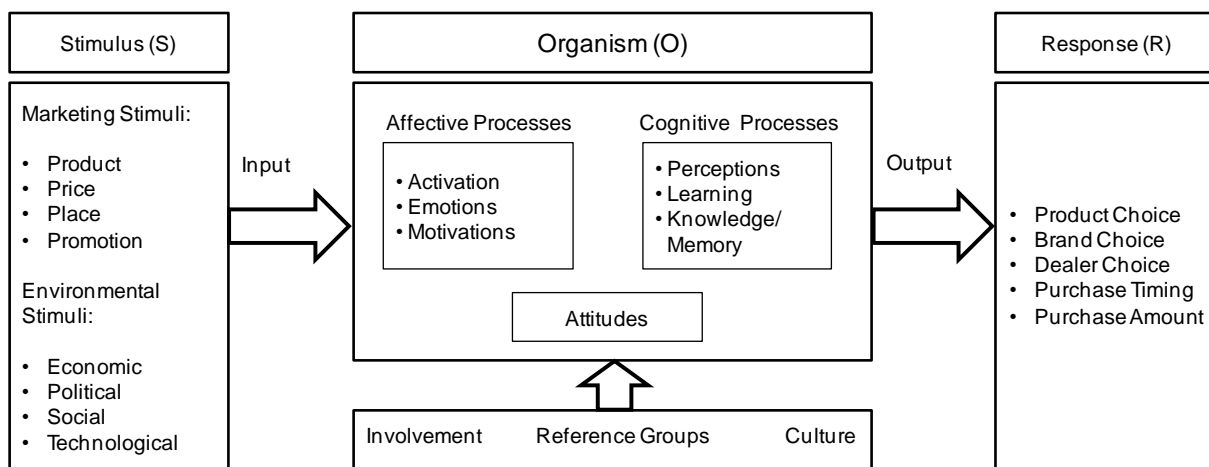 Stimulus (S)
Marketing Stimuli:
• Product
• Price
• Place
• Promotion
Environmental
Stimuli:
• Economic
• Political
• Social
• Technological
Input
Organism (O)
Affective Processes
• Activation
• Emotions
• Motivations
Cognitive Processes
• Perceptions
• Learning
• Knowledge/
Memory
Attitudes
Involvement Reference Groups Culture
Output
Response (R)
• Product Choice
• Brand Choice
• Dealer Choice
• Purchase Timing
• Purchase Amount